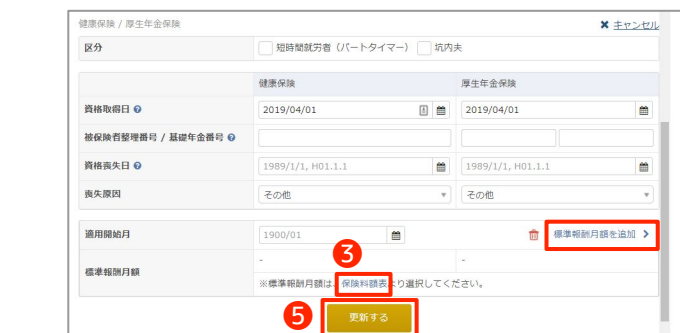 健康保険 / 厚生年金保険
✖ キャンセル
区分 短時間就労者（パートタイマー） 坑内夫
健康保険 厚生年金保険
資格取得日 ? 2019/04/01 2019/04/01
被保険者整理番号 / 基礎年金番号 ?
資格喪失日 ? 1989/1/1, H01.1.1 1989/1/1, H01.1.1
喪失原因 その他 その他
適用開始月 1900/01 標準報酬月額を追加 >
3
標準報酬月額 - -
※標準報酬月額は、保険料額表より選択してください。
5 更新する